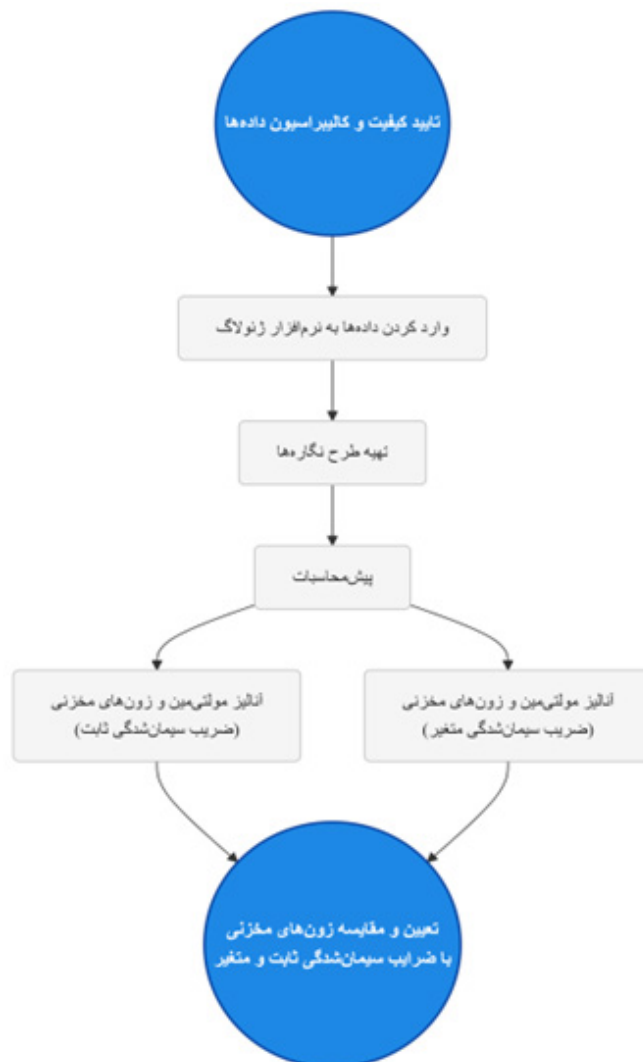 تایید کیفیت و کالیبراسیون داده‌ها
وارد کردن داده‌ها به نرم‌افزار ژئولاگ
تهیه طرح نگاره‌ها
پیش‌محاسبات
آنالیز مولتی‌مین و زون‌های مخزنی
(ضریب سیمان‌شدگی متغیر)
آنالیز مولتی‌مین و زون‌های مخزنی
(ضریب سیمان‌شدگی ثابت)
تعیین و مقایسه زون‌های مخزنی
با ضرایب سیمان‌شدگی ثابت و متغیر